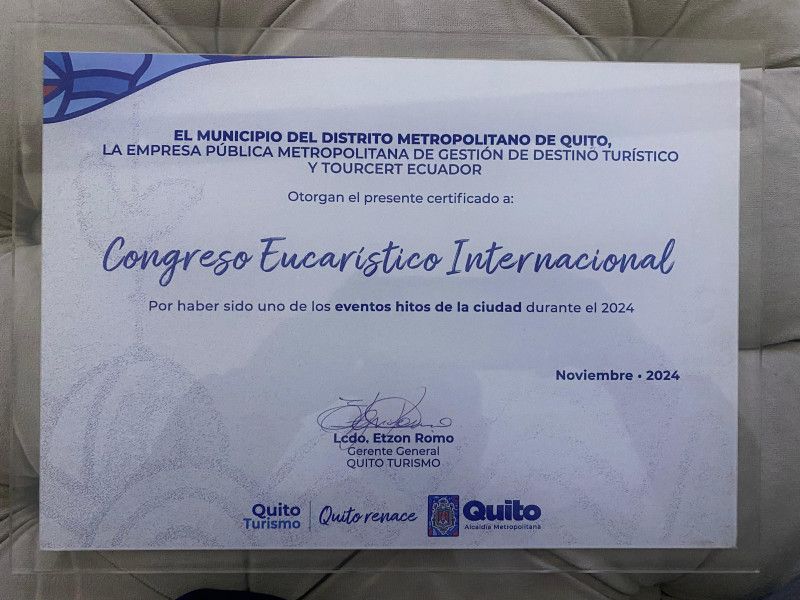 EL MUNICIPIO DEL DISTRITO METROPOLITANO DE QUITO,
LA EMPRESA PÚBLICA METROPOLITANA DE GESTIÓN DE DESTINO TURÍSTICO
Y TOURCERT ECUADOR
Otorgan el presente certificado a:
Congreso Eucarístico Internacional
Por haber sido uno de los eventos hitos de la ciudad durante el 2024
Noviembre • 2024
Lcdo. Etzon Romo
Gerente General
QUITO TURISMO
Quito
Turismo
Quito renace
Quito
Alcaldía Metropolitana